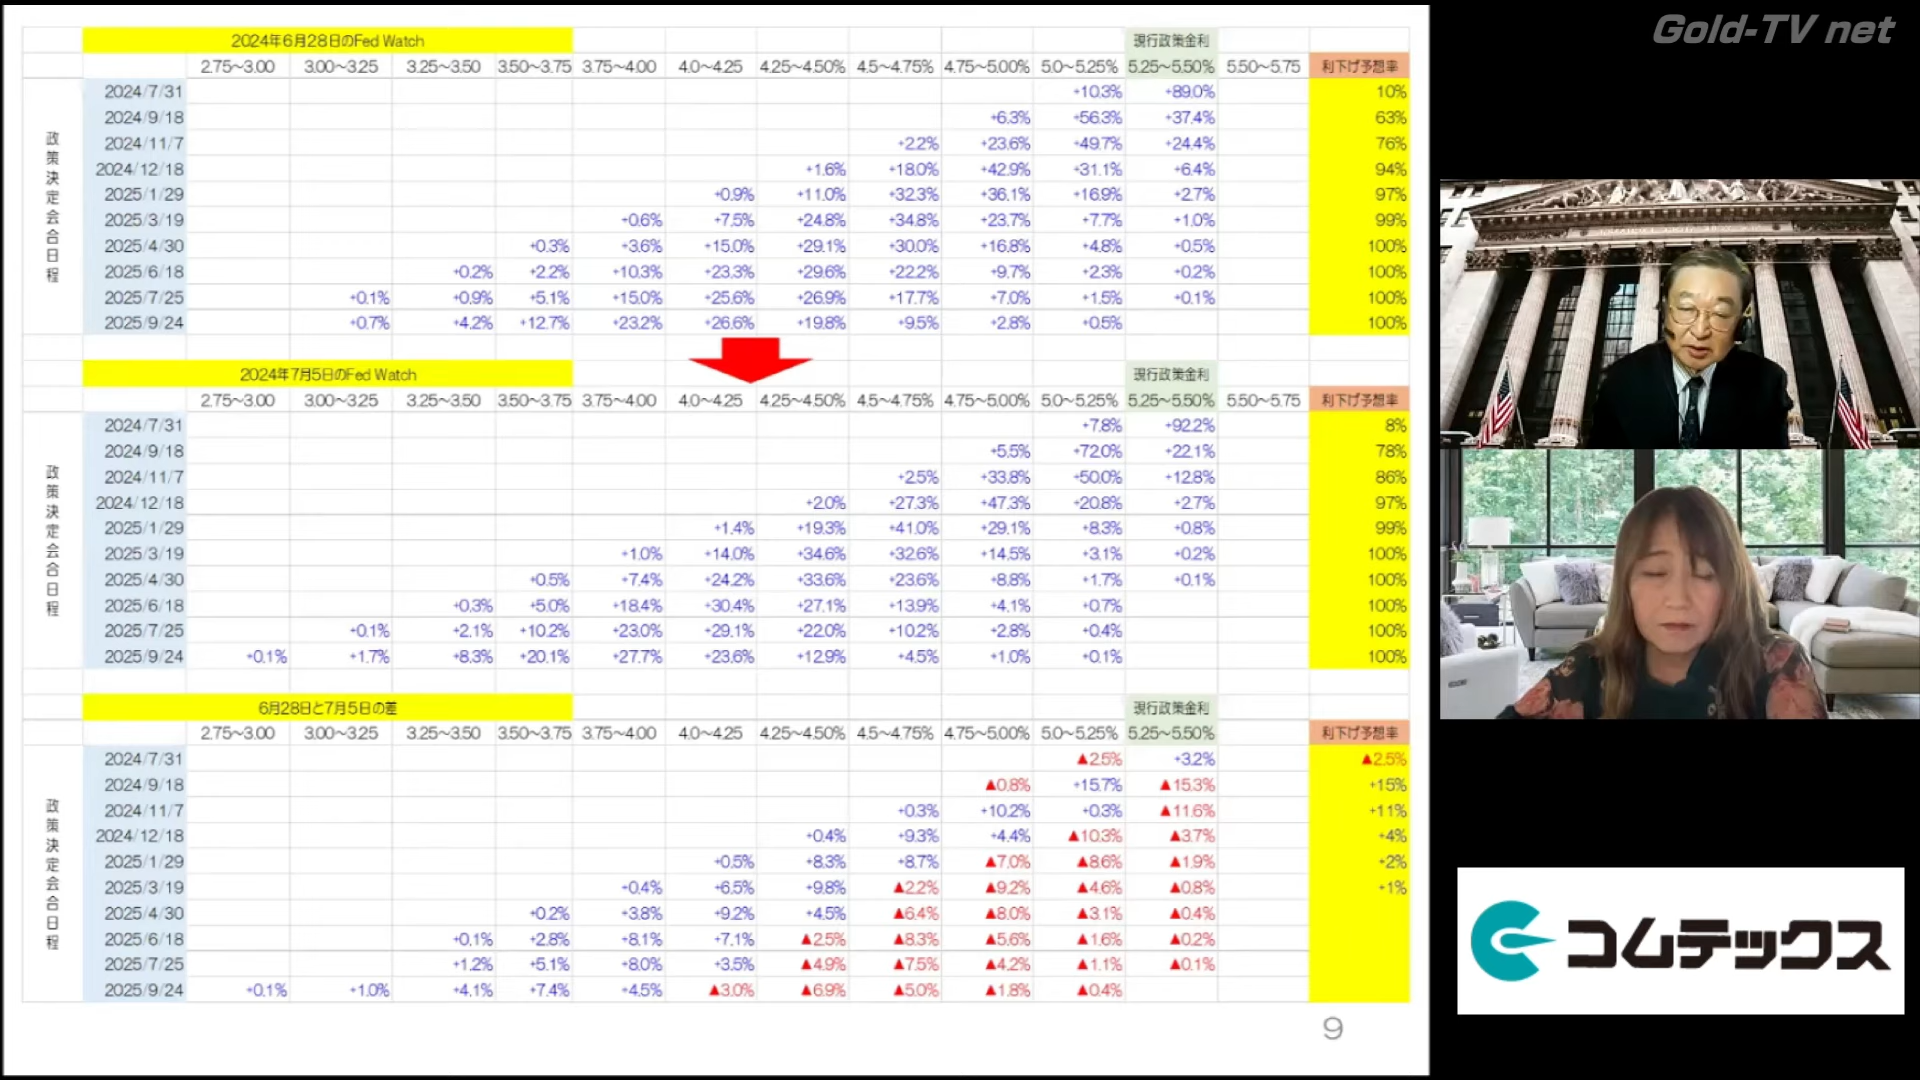 Gold-TV net
2024年6月28日のFed Watch 現行政策金利
2.75～3.00 3.00～3.25 3.25～3.50 3.50～3.75 3.75～4.00 4.0～4.25 4.25～4.50% 4.5～4.75% 4.75～5.00% 5.0～5.25% 5.25～5.50% 5.50～5.75 利下げ予想率
政策決定会合日程
2024/7/31 +10.3% +89.0% 10%
2024/9/18 +6.3% +56.3% +37.4% 63%
2024/11/7 +2.2% +23.6% +49.7% +24.4% 76%
2024/12/18 +1.6% +18.0% +42.9% +31.1% +6.4% 94%
2025/1/29 +0.9% +11.0% +32.3% +36.1% +16.9% +2.7% 97%
2025/3/19 +0.6% +7.5% +24.8% +34.8% +23.7% +7.7% +1.0% 99%
2025/4/30 +0.3% +3.6% +15.0% +29.1% +30.0% +16.8% +4.8% +0.5% 100%
2025/6/18 +0.2% +2.2% +10.3% +23.3% +29.6% +22.2% +9.7% +2.3% +0.2% 100%
2025/7/25 +0.1% +0.9% +5.1% +15.0% +25.6% +26.9% +17.7% +7.0% +1.5% +0.1% 100%
2025/9/24 +0.7% +4.2% +12.7% +23.2% +26.6% +19.8% +9.5% +2.8% +0.5% 100%
2024年7月5日のFed Watch 現行政策金利
2.75～3.00 3.00～3.25 3.25～3.50 3.50～3.75 3.75～4.00 4.0～4.25 4.25～4.50% 4.5～4.75% 4.75～5.00% 5.0～5.25% 5.25～5.50% 5.50～5.75 利下げ予想率
政策決定会合日程
2024/7/31 +7.8% +92.2% 8%
2024/9/18 +5.5% +72.0% +22.1% 78%
2024/11/7 +2.5% +33.8% +50.0% +12.8% 86%
2024/12/18 +2.0% +27.3% +47.3% +20.8% +2.7% 97%
2025/1/29 +1.4% +19.3% +41.0% +29.1% +8.3% +0.8% 99%
2025/3/19 +1.0% +14.0% +34.6% +32.6% +14.5% +3.1% +0.2% 100%
2025/4/30 +0.5% +7.4% +24.2% +33.6% +23.6% +8.8% +1.7% +0.1% 100%
2025/6/18 +0.3% +5.0% +18.4% +30.4% +27.1% +13.9% +4.1% +0.7% 100%
2025/7/25 +0.1% +2.1% +10.2% +23.0% +29.1% +22.0% +10.2% +2.8% +0.4% 100%
2025/9/24 +0.1% +1.7% +8.3% +20.1% +27.7% +23.6% +12.9% +4.5% +1.0% +0.1% 100%
6月28日と7月5日の差 現行政策金利
2.75～3.00 3.00～3.25 3.25～3.50 3.50～3.75 3.75～4.00 4.0～4.25 4.25～4.50% 4.5～4.75% 4.75～5.00% 5.0～5.25% 5.25～5.50% 利下げ予想率
政策決定会合日程
2024/7/31 ▲2.5% +3.2% ▲2.5%
2024/9/18 ▲0.8% +15.7% ▲15.3% +15%
2024/11/7 +0.3% +10.2% +0.3% ▲11.6% +11%
2024/12/18 +0.4% +9.3% +4.4% ▲10.3% ▲3.7% +4%
2025/1/29 +0.5% +8.3% +8.7% ▲7.0% ▲8.6% ▲1.9% +2%
2025/3/19 +0.4% +6.5% +9.8% ▲2.2% ▲9.2% ▲4.6% ▲0.8% +1%
2025/4/30 +0.2% +3.8% +9.2% +4.5% ▲6.4% ▲8.0% ▲3.1% ▲0.4%
2025/6/18 +0.1% +2.8% +8.1% +7.1% ▲2.5% ▲8.3% ▲5.6% ▲1.6% ▲0.2%
2025/7/25 +1.2% +5.1% +8.0% +3.5% ▲4.9% ▲7.5% ▲4.2% ▲1.1% ▲0.1%
2025/9/24 +0.1% +1.0% +4.1% +7.4% +4.5% ▲3.0% ▲6.9% ▲5.0% ▲1.8% ▲0.4%
9
コムテックス